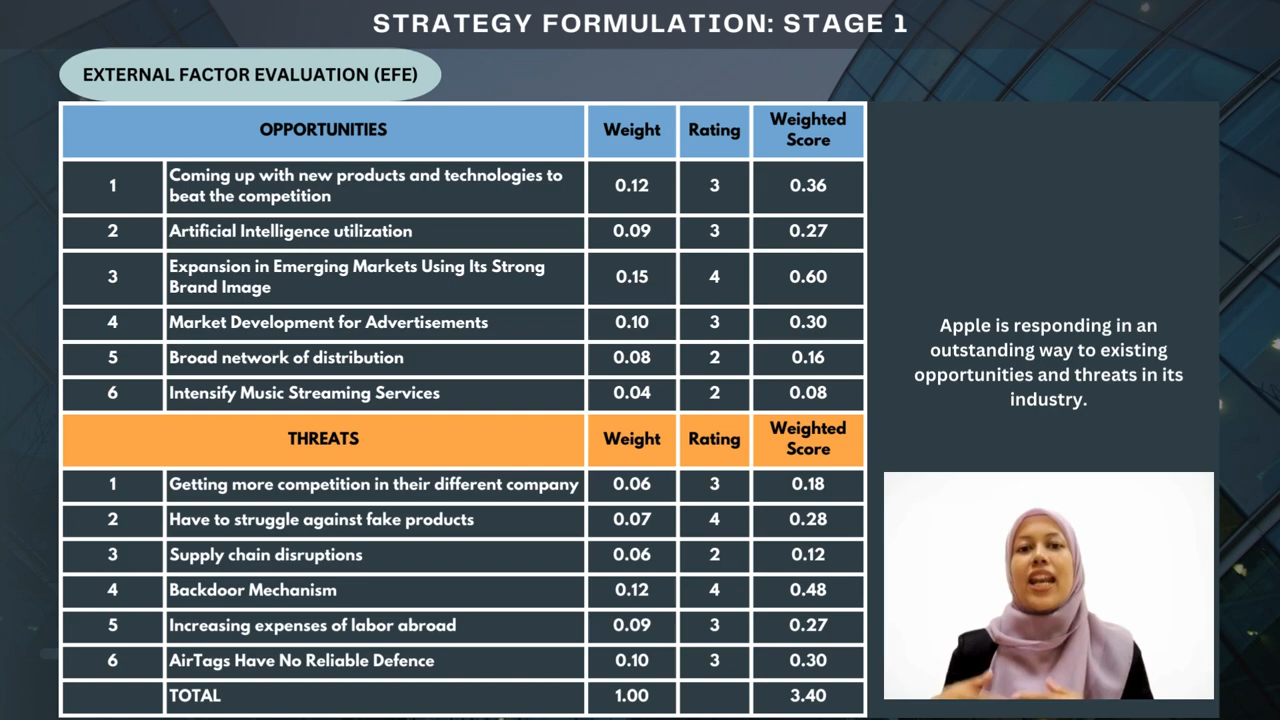 STRATEGY FORMULATION: STAGE 1
EXTERNAL FACTOR EVALUATION (EFE)
OPPORTUNITIES Weight Rating Weighted Score
1 Coming up with new products and technologies to beat the competition 0.12 3 0.36
2 Artificial Intelligence utilization 0.09 3 0.27
3 Expansion in Emerging Markets Using Its Strong Brand Image 0.15 4 0.60
4 Market Development for Advertisements 0.10 3 0.30
5 Broad network of distribution 0.08 2 0.16
6 Intensify Music Streaming Services 0.04 2 0.08
THREATS Weight Rating Weighted Score
1 Getting more competition in their different company 0.06 3 0.18
2 Have to struggle against fake products 0.07 4 0.28
3 Supply chain disruptions 0.06 2 0.12
4 Backdoor Mechanism 0.12 4 0.48
5 Increasing expenses of labor abroad 0.09 3 0.27
6 AirTags Have No Reliable Defence 0.10 3 0.30
TOTAL 1.00 3.40
Apple is responding in an
outstanding way to existing
opportunities and threats in its
industry.